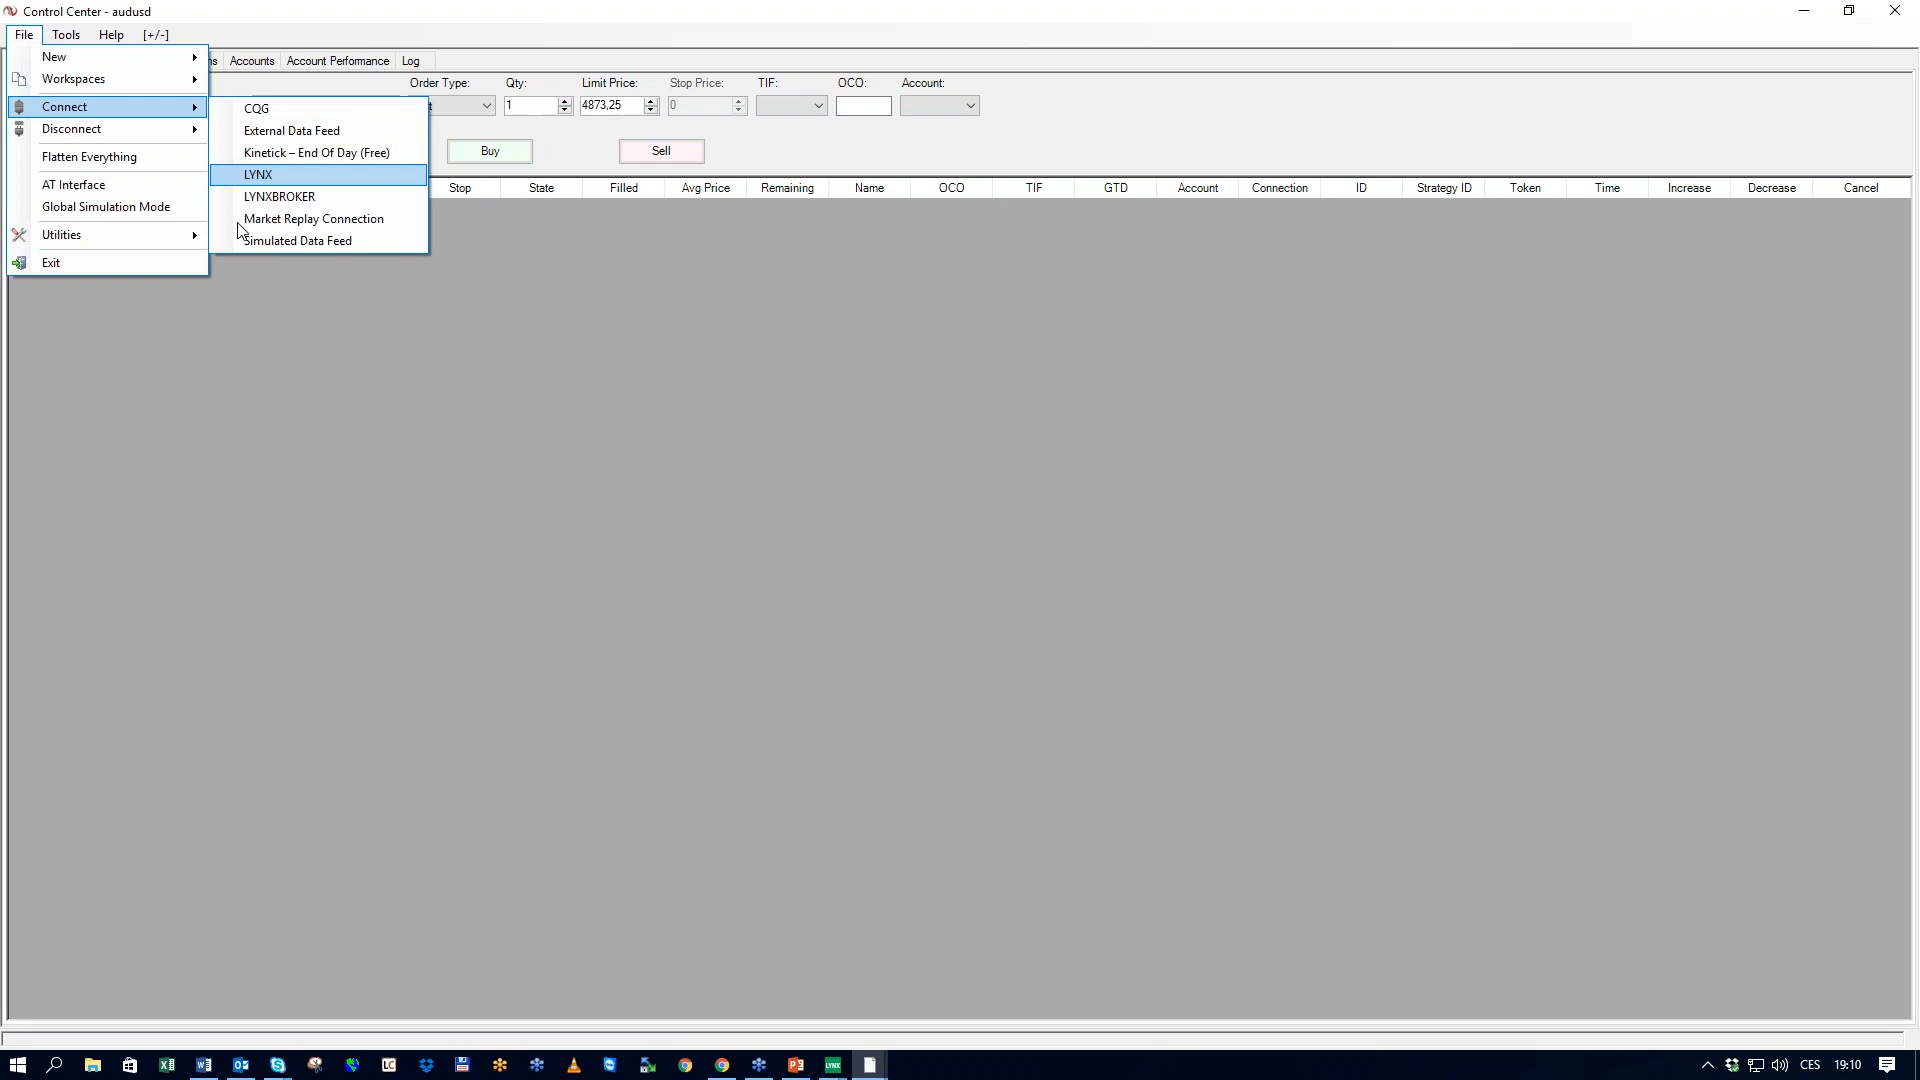 Control Center - audusd
File Tools Help [+/-]
New
Workspaces
Connect
Disconnect
Flatten Everything
AT Interface
Global Simulation Mode
Utilities
Exit
CQG
External Data Feed
Kinetick – End Of Day (Free)
LYNX
LYNXBROKER
Market Replay Connection
Simulated Data Feed
Accounts Account Performance Log
Order Type: Qty: Limit Price: Stop Price: TIF: OCO: Account:
1 4873,25 0
Buy Sell
Stop State Filled Avg Price Remaining Name OCO TIF GTD Account Connection ID Strategy ID Token Time Increase Decrease Cancel
LC LYNX CES 19:10